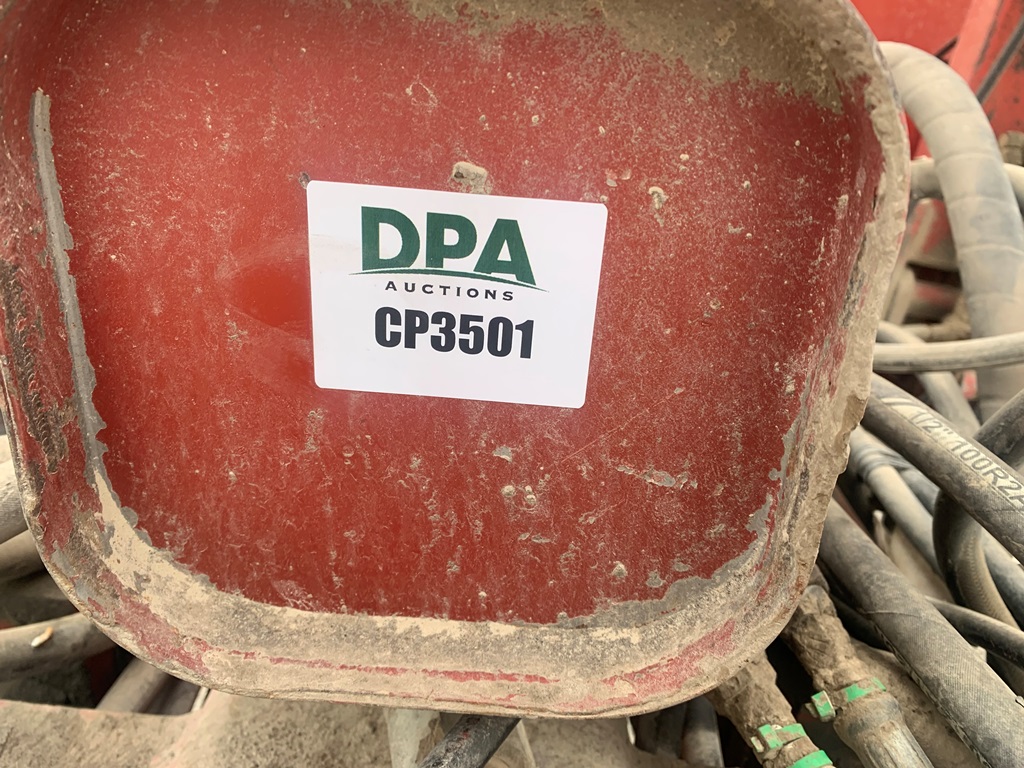 DPA
AUCTIONS
CP3501
1/2" 100R2A